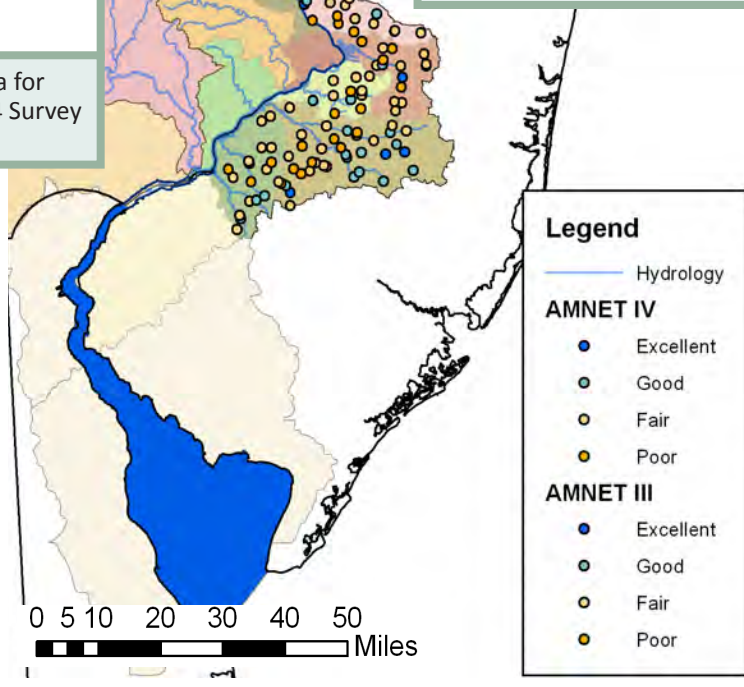 a for
Survey
Legend
Hydrology
AMNET IV
Excellent
Good
Fair
Poor
AMNET III
Excellent
Good
Fair
Poor
0 5 10 20 30 40 50
Miles